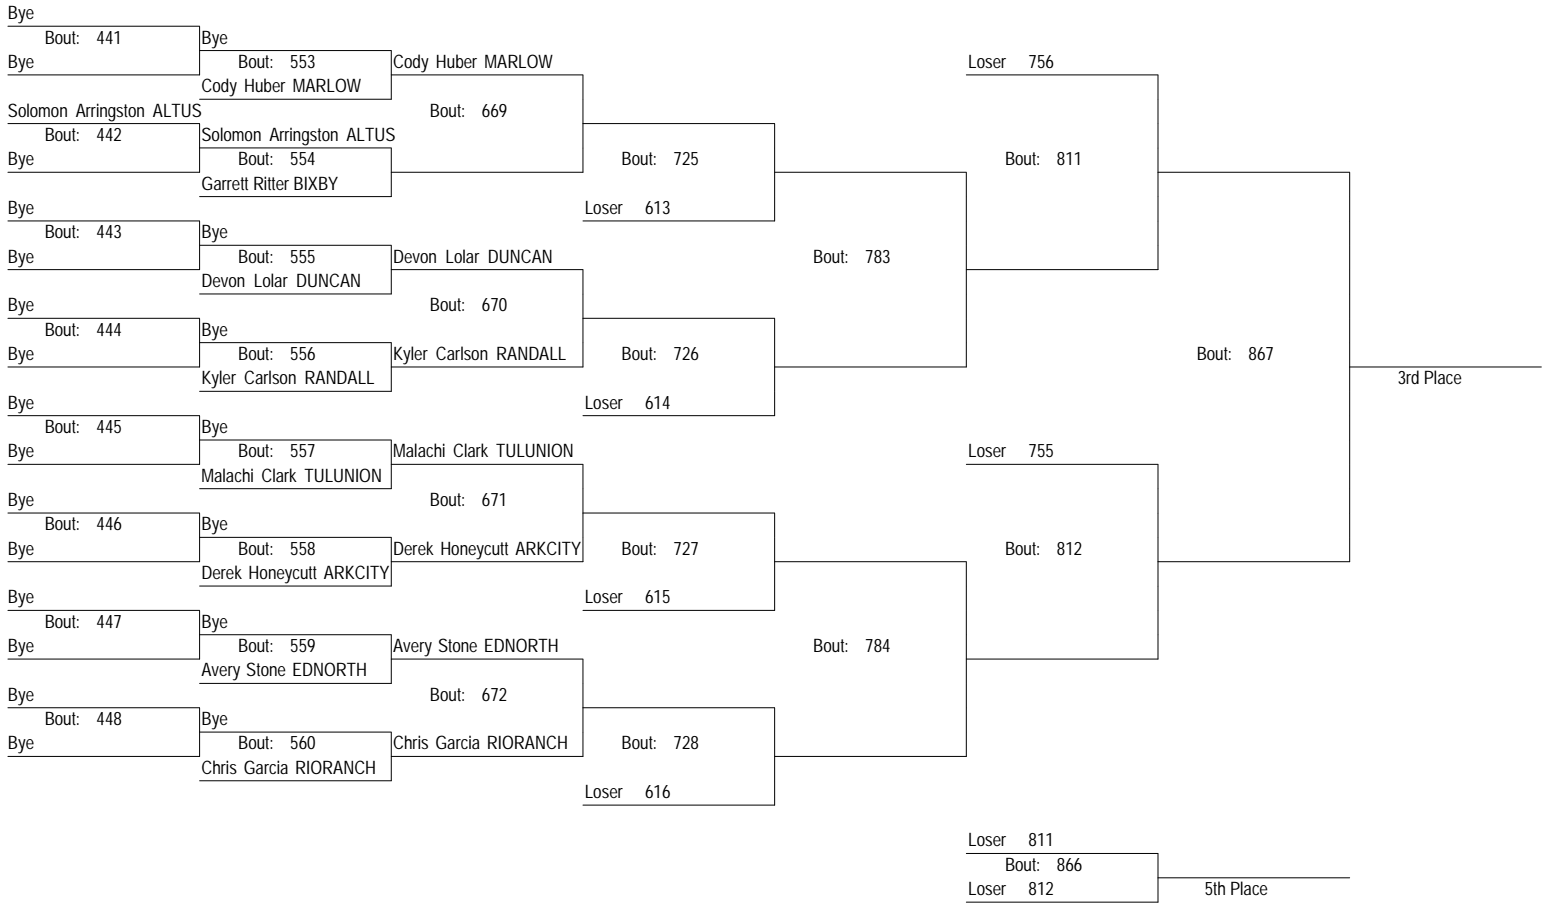 Bye
Bout: 441
Bye
Bye
Bout: 553
Cody Huber MARLOW
Cody Huber MARLOW
Loser 756
Solomon Arringston ALTUS
Bout: 442
Bye
Solomon Arringston ALTUS
Bout: 554
Garrett Ritter BIXBY
Bout: 669
Bout: 725
Loser 613
Bout: 811
Bye
Bout: 443
Bye
Bye
Bout: 555
Devon Lolar DUNCAN
Devon Lolar DUNCAN
Bout: 783
Bye
Bout: 444
Bye
Bye
Bout: 556
Kyler Carlson RANDALL
Bout: 670
Kyler Carlson RANDALL
Bout: 726
Loser 614
Bout: 867
3rd Place
Bye
Bout: 445
Bye
Bye
Bout: 557
Malachi Clark TULUNION
Malachi Clark TULUNION
Loser 755
Bye
Bout: 446
Bye
Bye
Bout: 558
Derek Honeycutt ARKCITY
Bout: 671
Derek Honeycutt ARKCITY
Bout: 727
Loser 615
Bout: 812
Bye
Bout: 447
Bye
Bye
Bout: 559
Avery Stone EDNORTH
Avery Stone EDNORTH
Bout: 784
Bye
Bout: 448
Bye
Bye
Bout: 560
Chris Garcia RIORANCH
Bout: 672
Chris Garcia RIORANCH
Bout: 728
Loser 616
Loser 811
Bout: 866
Loser 812
5th Place